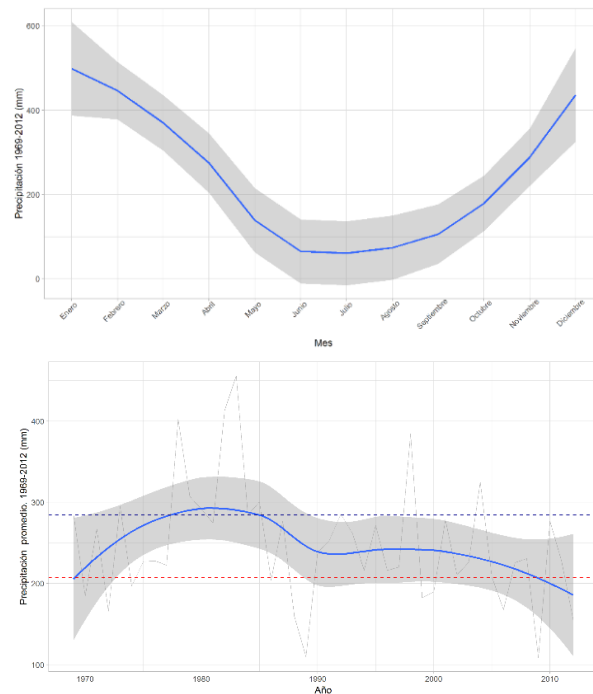 Precipitación 1969-2012 (mm)
600
400
200
0
Enero
Febrero
Marzo
Abril
Mayo
Junio
Julio
Agosto
Septiembre
Octubre
Noviembre
Diciembre
Mes
Precipitación promedio. 1969-2012 (mm)
400
300
200
100
1970
1980
1990
2000
2010
Año